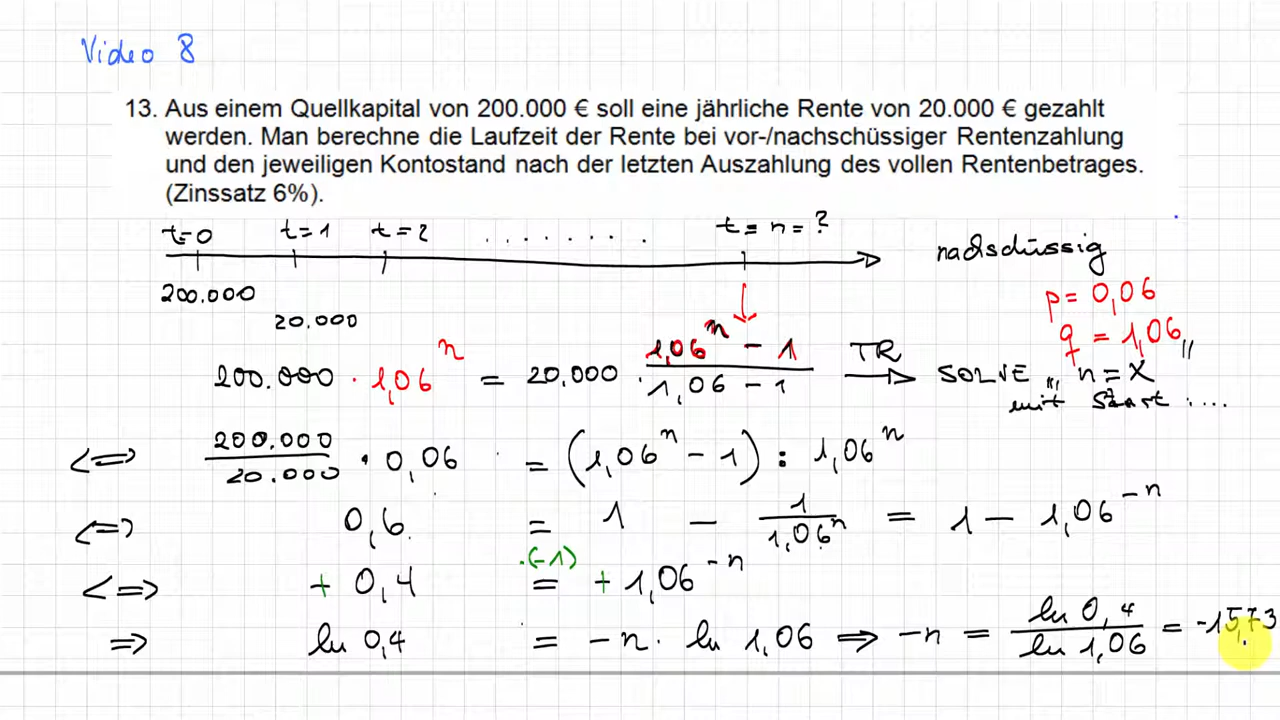 Video 8
13. Aus einem Quellkapital von 200.000 € soll eine jährliche Rente von 20.000 € gezahlt
werden. Man berechne die Laufzeit der Rente bei vor-/nachschüssiger Rentenzahlung
und den jeweiligen Kontostand nach der letzten Auszahlung des vollen Rentenbetrages.
(Zinssatz 6%).
t=0 t=1 t=2 ........ t=n=?
nachschüssig
200.000
20.000
p=0,06
q=1,06
200.000 · 1,06^n = 20.000 · (1,06^n - 1)/(1,06 - 1) TR → SOLVE „n=X"
mit Start : ....
⇔ 200.000/20.000 · 0,06 = (1,06^n - 1) : 1,06^n
⇔ 0,6 = 1 - 1/1,06^n = 1 - 1,06^-n
·(-1)
⇔ + 0,4 = + 1,06^-n
⇒ ln 0,4 = -n · ln 1,06 ⇒ -n = ln 0,4/ln 1,06 = -15,73